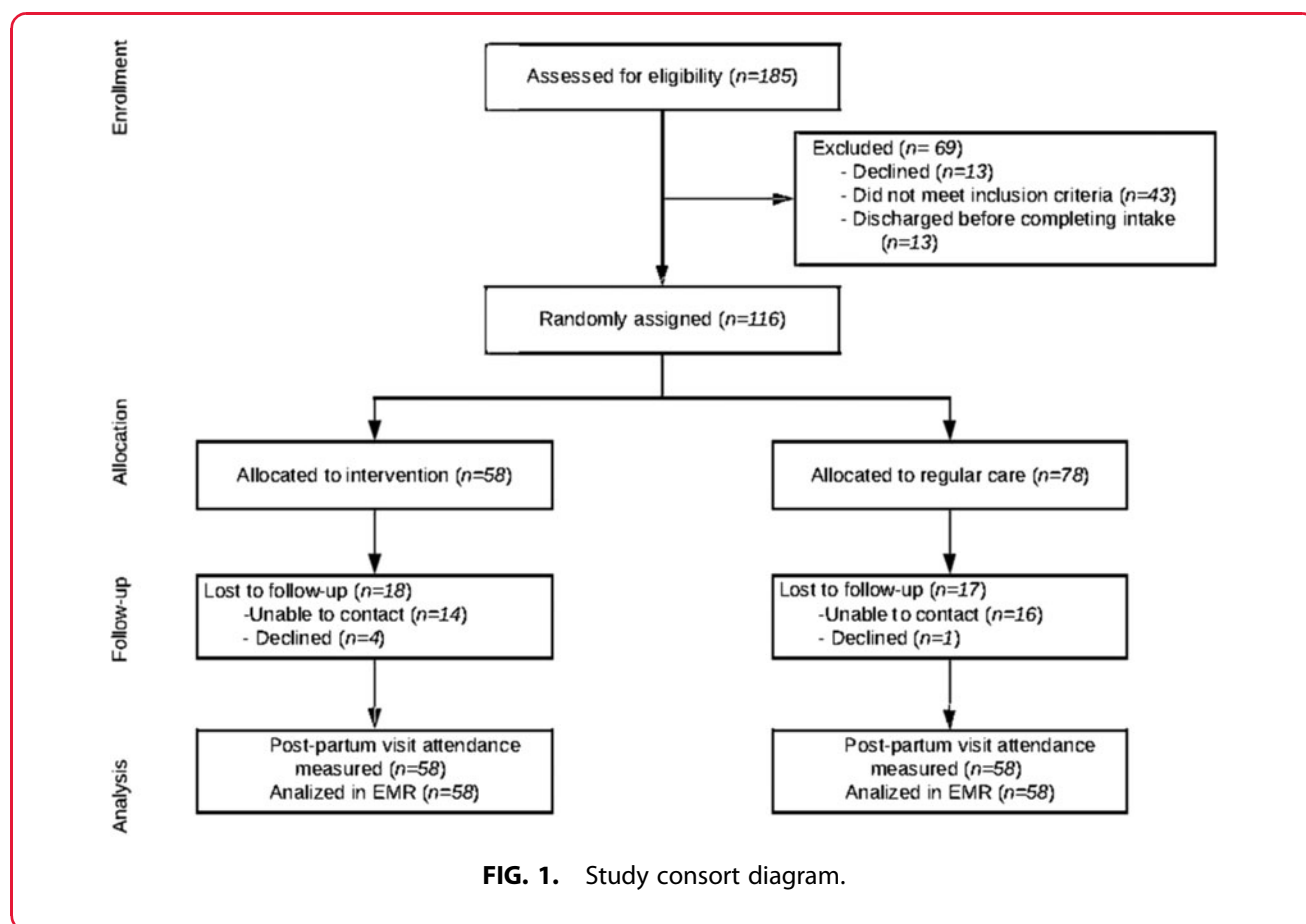 Enrollment
Assessed for eligibility (n=185)
Excluded (n= 69)
- Declined (n=13)
- Did not meet inclusion criteria (n=43)
- Discharged before completing intake
(n=13)
Randomly assigned (n=116)
Allocation
Allocated to intervention (n=58)
Allocated to regular care (n=78)
Follow-up
Lost to follow-up (n=18)
-Unable to contact (n=14)
- Declined (n=4)
Lost to follow-up (n=17)
-Unable to contact (n=16)
- Declined (n=1)
Analysis
Post-partum visit attendance
measured (n=58)
Analized in EMR (n=58)
Post-partum visit attendance
measured (n=58)
Analized in EMR (n=58)
FIG. 1. Study consort diagram.